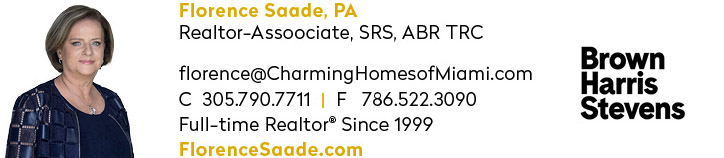 Florence Saade, PA
Realtor-Assoociate, SRS, ABR TRC
florence@CharmingHomesofMiami.com
C 305.790.7711 | F 786.522.3090
Full-time Realtor® Since 1999
FlorenceSaade.com
Brown
Harris
Stevens